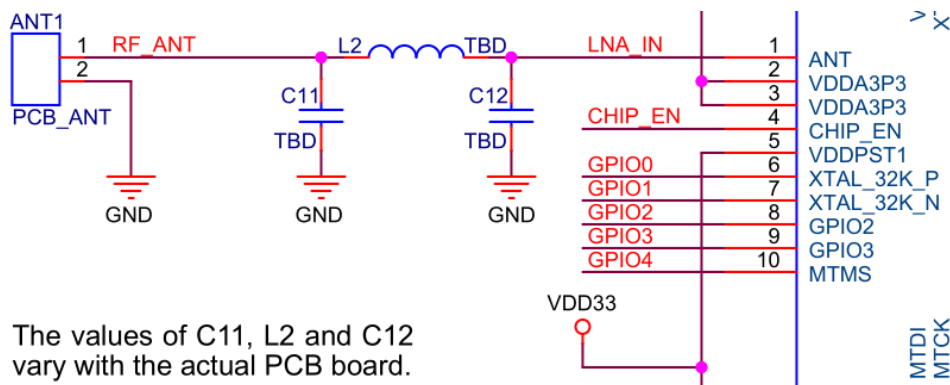 ANT1
1 RF_ANT L2 TBD LNA_IN 1 ANT
2 2 VDDA3P3
PCB_ANT C11 C12 3 VDDA3P3
TBD TBD CHIP_EN 4 CHIP_EN
5 VDDPST1
GPIO0 6 XTAL_32K_P
GPIO1 7 XTAL_32K_N
GPIO2 8 GPIO2
GPIO3 9 GPIO3
GPIO4 10 MTMS
GND GND GND
VDD33
The values of C11, L2 and C12
vary with the actual PCB board.
MTDI
MTCK